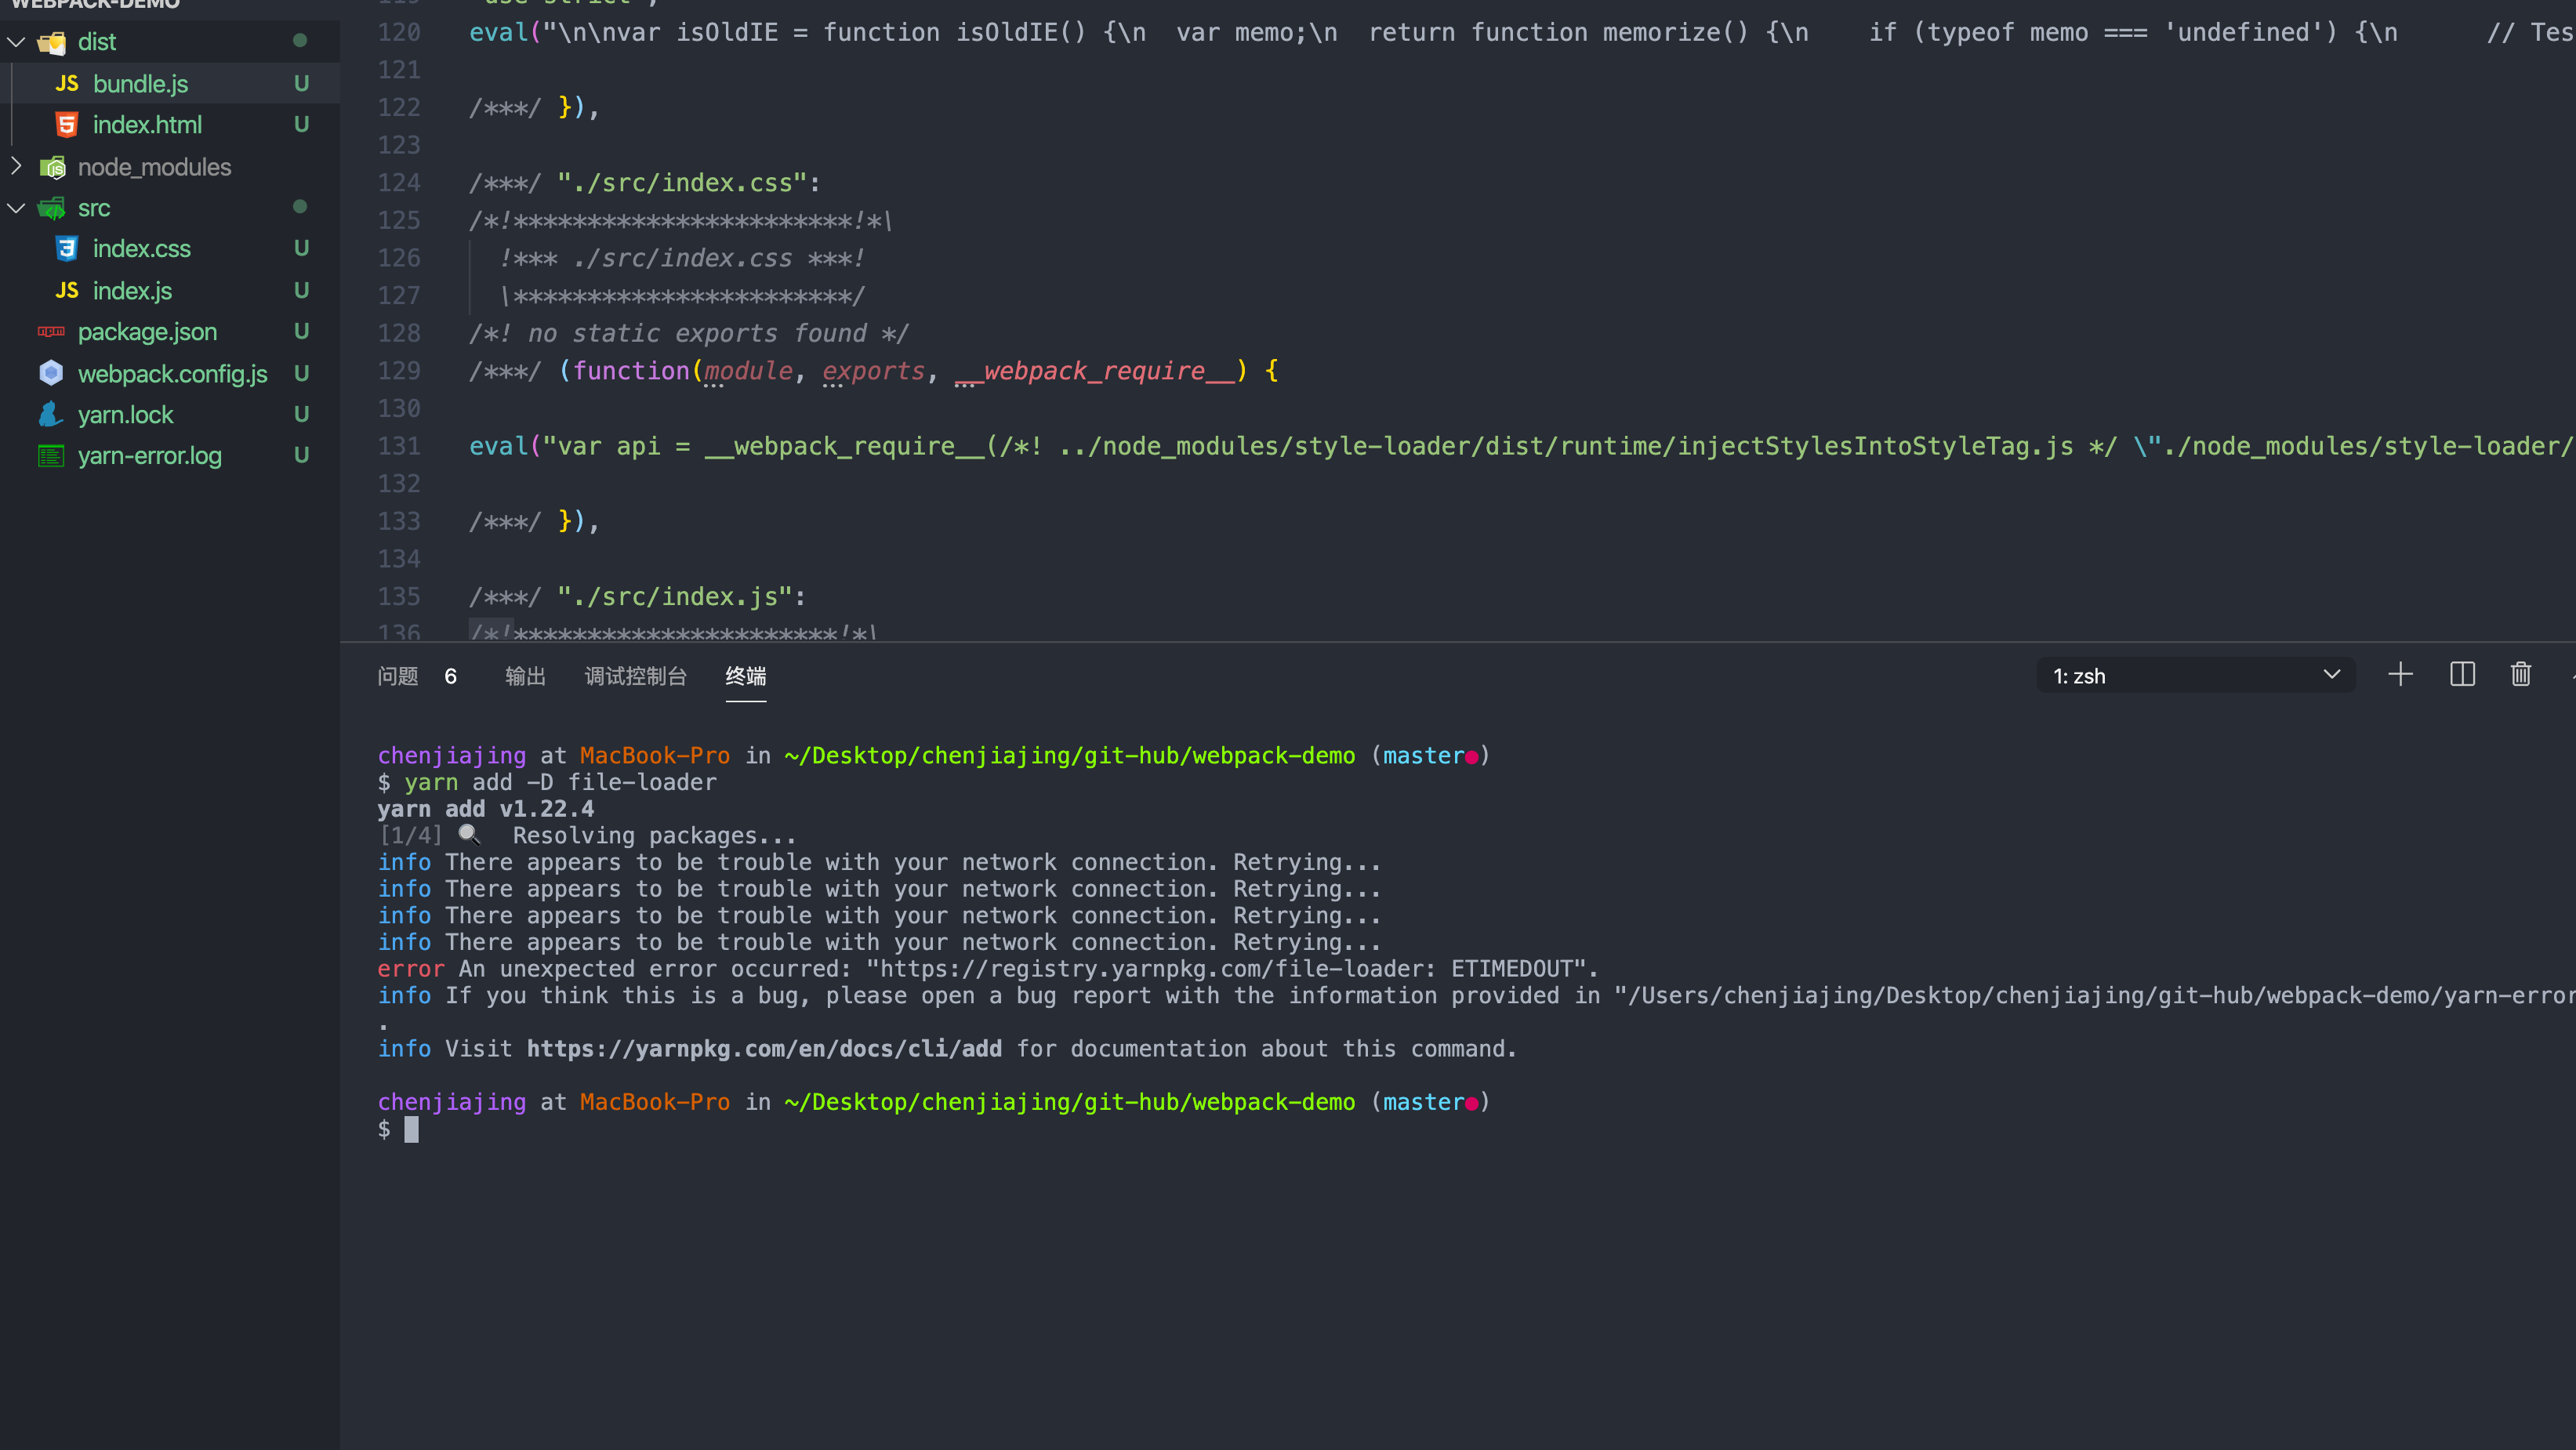 WEBPACK-DEMO
dist
bundle.js U
index.html U
node_modules
src
index.css U
index.js U
package.json U
webpack.config.js U
yarn.lock U
yarn-error.log U
120 eval("\n\nvar isOldIE = function isOldIE() {\n  var memo;\n  return function memorize() {\n    if (typeof memo === 'undefined') {\n      // Tes
121
122 /***/ }),
123
124 /***/ "./src/index.css":
125 /*!***********************!*\
126   !*** ./src/index.css ***!
127   \***********************/
128 /*! no static exports found */
129 /***/ (function(module, exports, __webpack_require__) {
130
131 eval("var api = __webpack_require__(/*! ../node_modules/style-loader/dist/runtime/injectStylesIntoStyleTag.js */ \"./node_modules/style-loader/
132
133 /***/ }),
134
135 /***/ "./src/index.js":
136 /*!**********************!*\
问题 6 输出 调试控制台 终端 1: zsh
chenjiajing at MacBook-Pro in ~/Desktop/chenjiajing/git-hub/webpack-demo (master●)
$ yarn add -D file-loader
yarn add v1.22.4
[1/4] 🔍  Resolving packages...
info There appears to be trouble with your network connection. Retrying...
info There appears to be trouble with your network connection. Retrying...
info There appears to be trouble with your network connection. Retrying...
info There appears to be trouble with your network connection. Retrying...
error An unexpected error occurred: "https://registry.yarnpkg.com/file-loader: ETIMEDOUT".
info If you think this is a bug, please open a bug report with the information provided in "/Users/chenjiajing/Desktop/chenjiajing/git-hub/webpack-demo/yarn-error
.
info Visit https://yarnpkg.com/en/docs/cli/add for documentation about this command.
chenjiajing at MacBook-Pro in ~/Desktop/chenjiajing/git-hub/webpack-demo (master●)
$